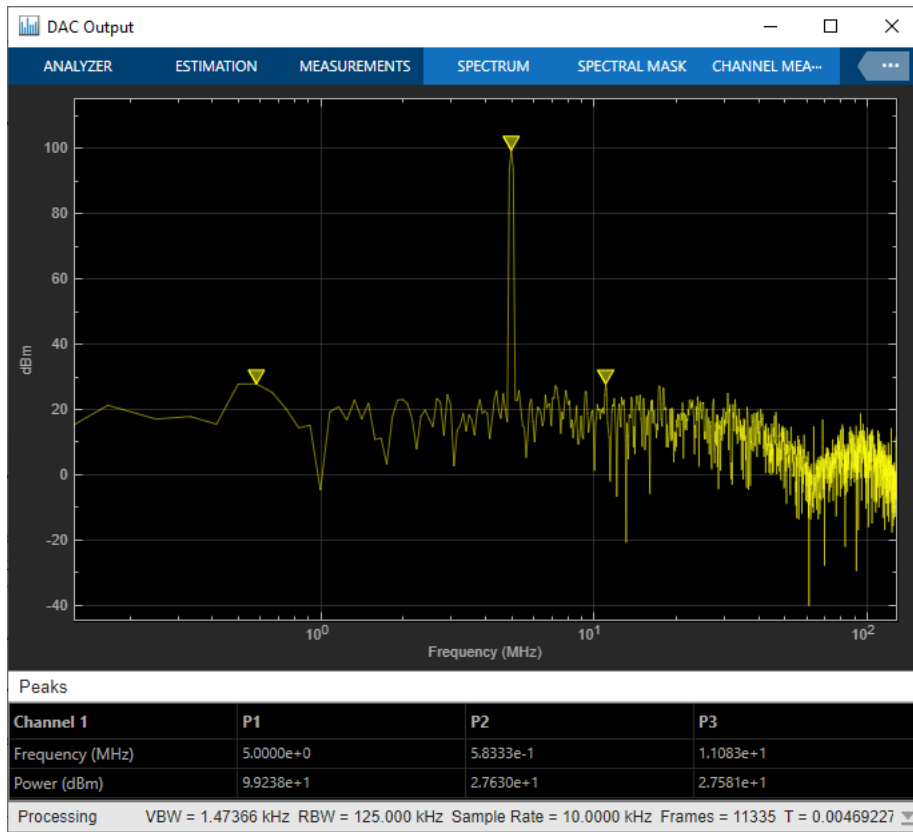 DAC Output
ANALYZER ESTIMATION MEASUREMENTS SPECTRUM SPECTRAL MASK CHANNEL MEA...
100
80
60
40
20
0
-20
-40
dBm
10⁰ 10¹ 10²
Frequency (MHz)
Peaks
Channel 1 P1 P2 P3
Frequency (MHz) 5.0000e+0 5.8333e-1 1.1083e+1
Power (dBm) 9.9238e+1 2.7630e+1 2.7581e+1
Processing VBW = 1.47366 kHz RBW = 125.000 kHz Sample Rate = 10.0000 kHz Frames = 11335 T = 0.00469227